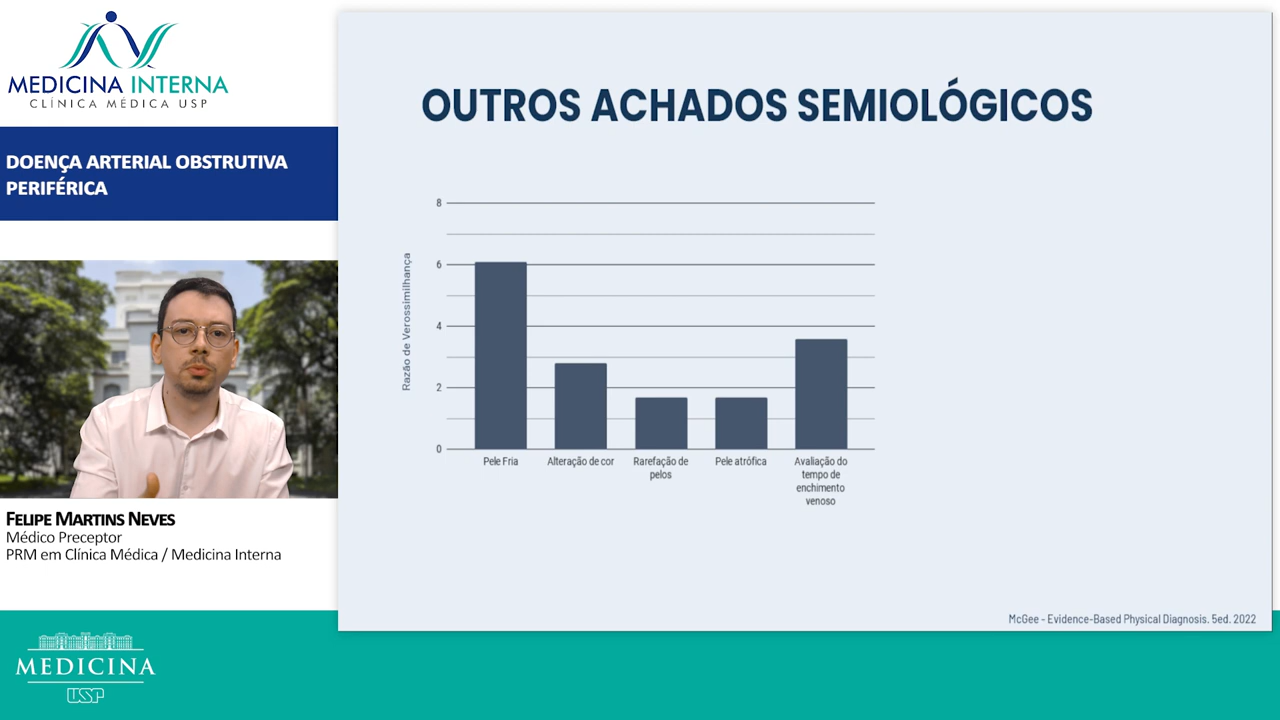 MEDICINA INTERNA
CLÍNICA MÉDICA USP
DOENÇA ARTERIAL OBSTRUTIVA
PERIFÉRICA
FELIPE MARTINS NEVES
Médico Preceptor
PRM em Clínica Médica / Medicina Interna
MEDICINA
USP
OUTROS ACHADOS SEMIOLÓGICOS
Razão de Verossimilhança
8
6
4
2
0
Pele Fria
Alteração de cor
Rarefação de
pelos
Pele atrófica
Avaliação do
tempo de
enchimento
venoso
McGee - Evidence-Based Physical Diagnosis. 5ed. 2022